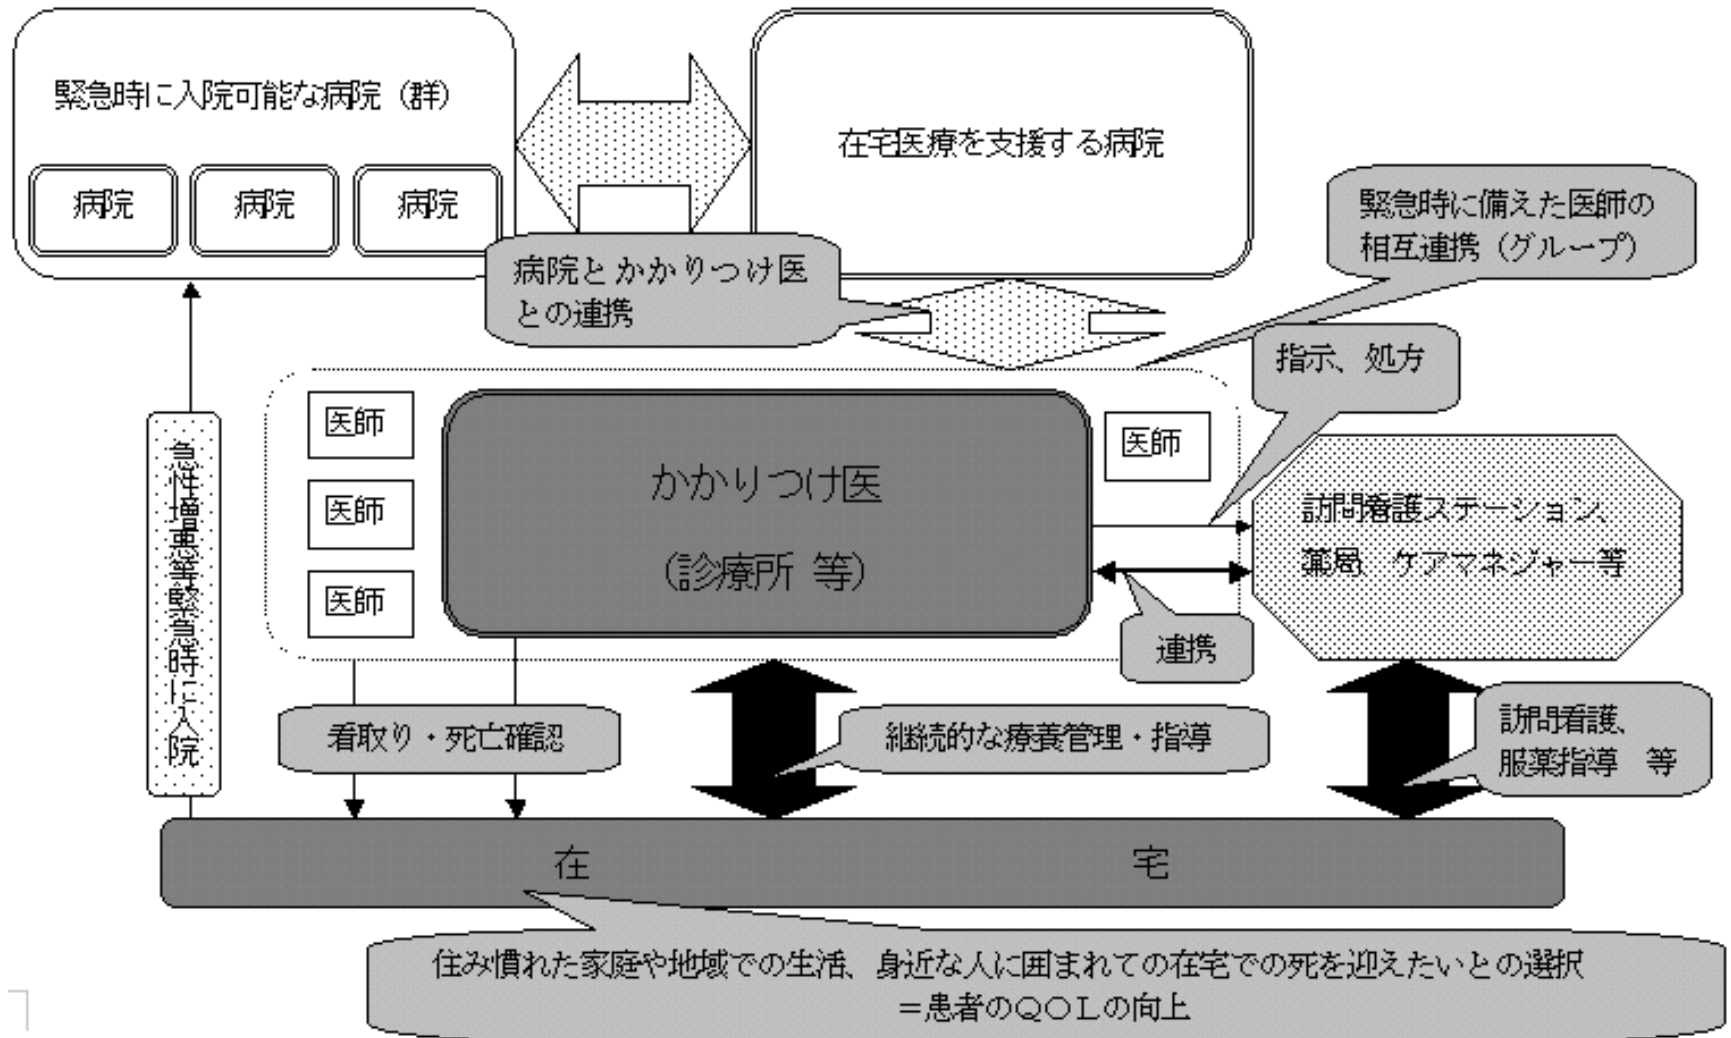 緊急時に入院可能な病院（群）
病院
病院
病院
在宅医療を支援する病院
病院とかかりつけ医
との連携
緊急時に備えた医師の
相互連携（グループ）
指示、処方
医師
医師
医師
かかりつけ医
（診療所 等）
医師
訪問看護ステーション、
薬局、ケアマネジャー等
連携
急性増悪等緊急時に入院
看取り・死亡確認
継続的な療養管理・指導
訪問看護、
服薬指導　等
在　宅
住み慣れた家庭や地域での生活、身近な人に囲まれての在宅での死を迎えたいとの選択
＝患者のＱＯＬの向上